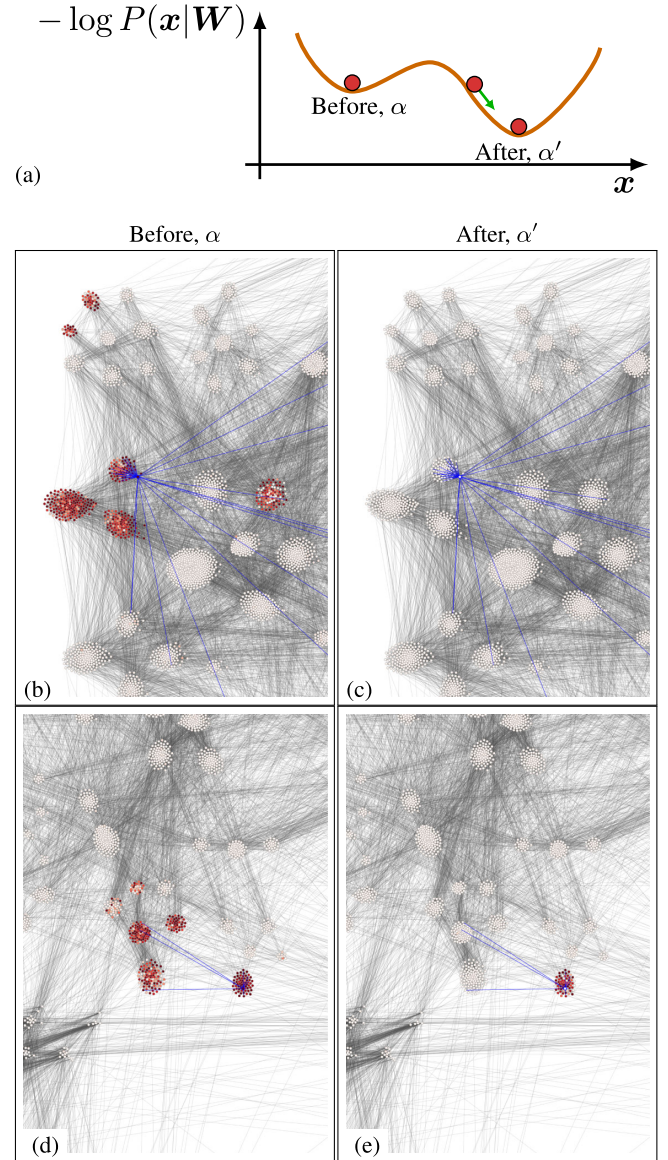 − log P(x|W)
Before, α
After, α′
(a)
x
Before, α
After, α′
(b)
(c)
(d)
(e)